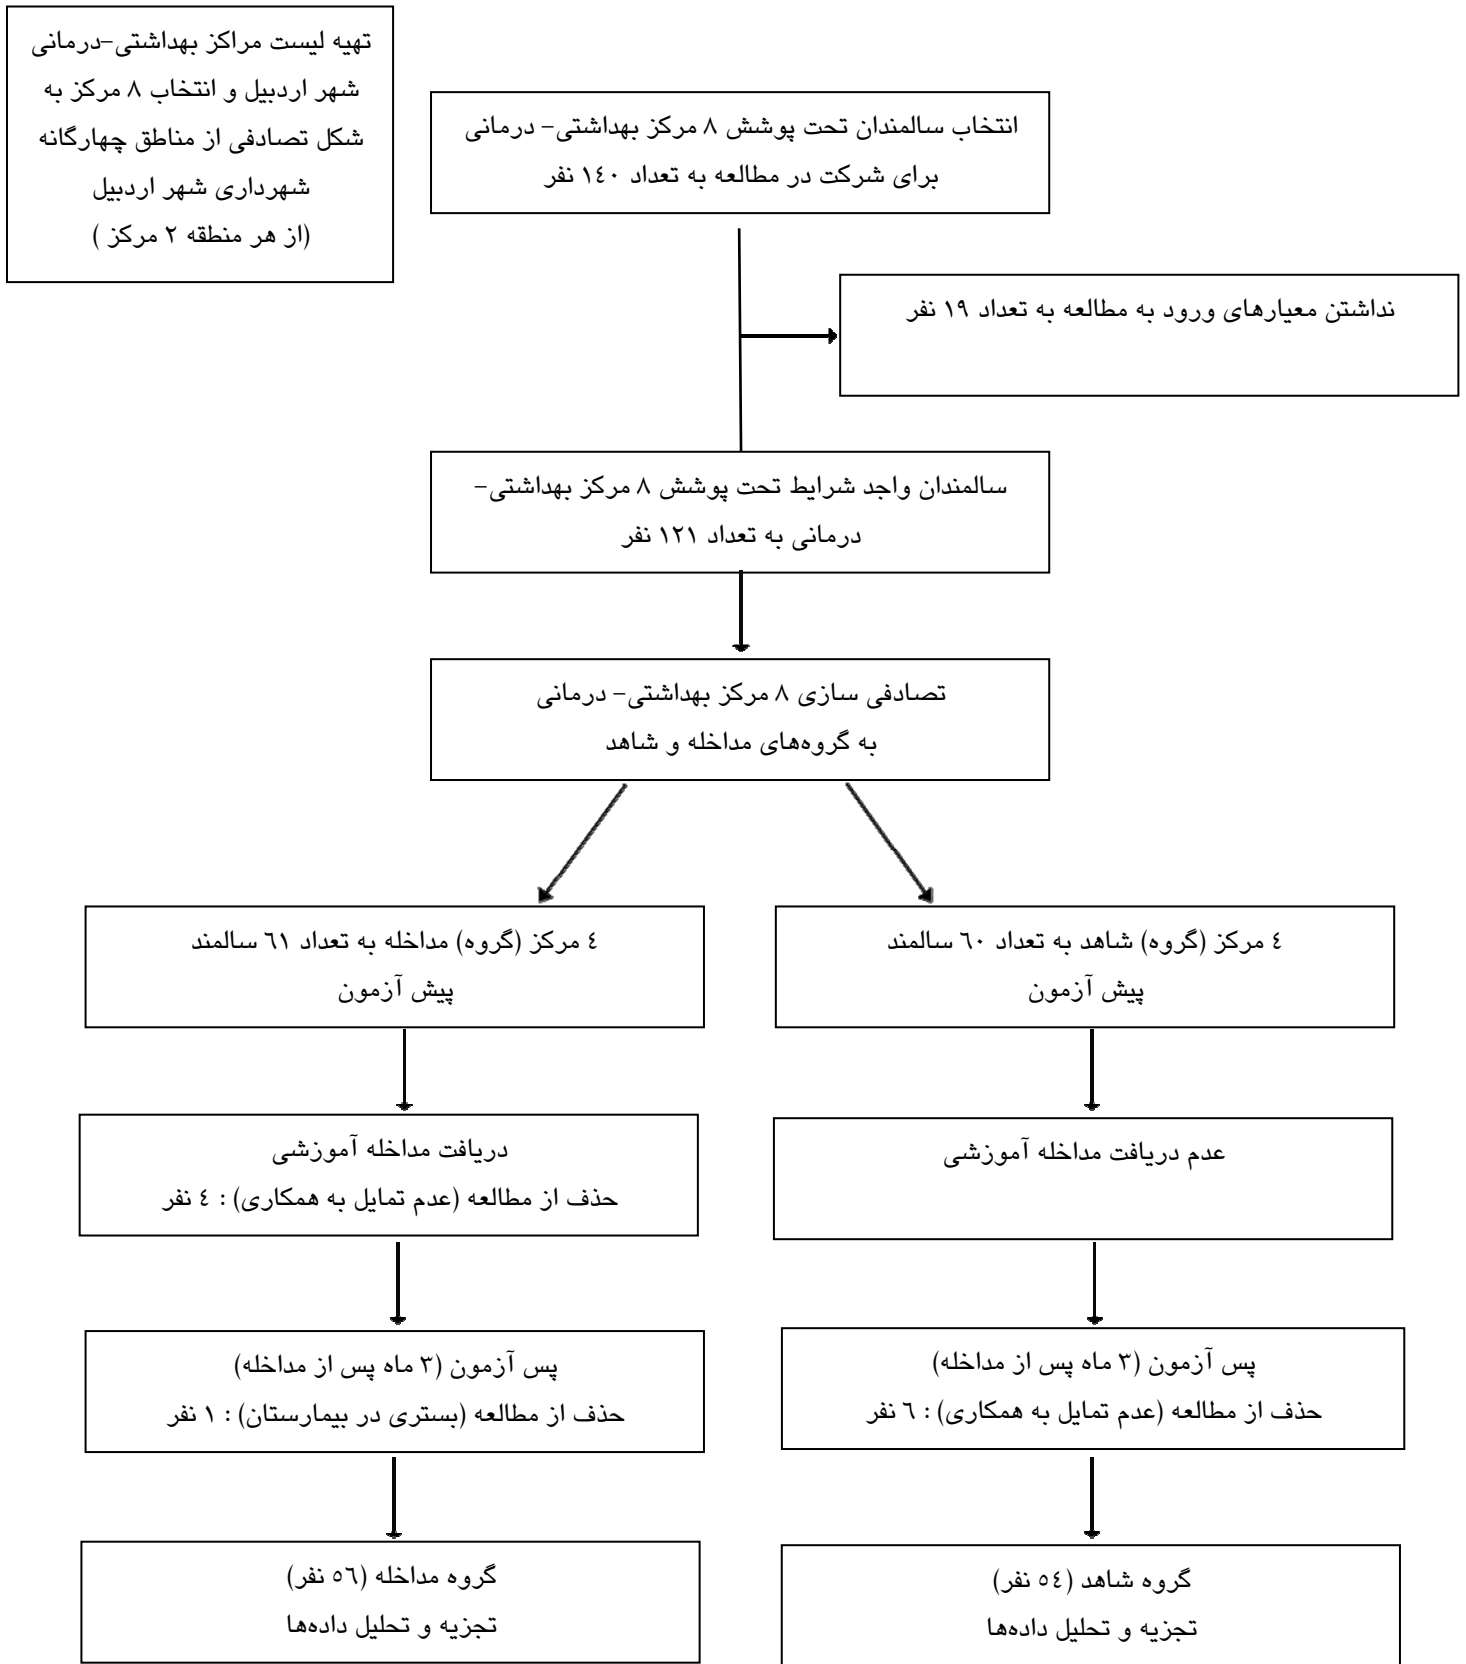 تهیه لیست مراکز بهداشتی-درمانی
شهر اردبیل و انتخاب ۸ مرکز به
شکل تصادفی از مناطق چهارگانه
شهرداری شهر اردبیل
(از هر منطقه ۲ مرکز )
انتخاب سالمندان تحت پوشش ۸ مرکز بهداشتی- درمانی
برای شرکت در مطالعه به تعداد ۱٤۰ نفر
نداشتن معیارهای ورود به مطالعه به تعداد ۱۹ نفر
سالمندان واجد شرایط تحت پوشش ۸ مرکز بهداشتی-
درمانی به تعداد ۱۲۱ نفر
تصادفی سازی ۸ مرکز بهداشتی- درمانی
به گروه‌های مداخله و شاهد
٤ مرکز (گروه) شاهد به تعداد ٦۰ سالمند
پیش آزمون
٤ مرکز (گروه) مداخله به تعداد ٦۱ سالمند
پیش آزمون
عدم دریافت مداخله آموزشی
دریافت مداخله آموزشی
حذف از مطالعه (عدم تمایل به همکاری) : ٤ نفر
پس آزمون (۳ ماه پس از مداخله)
حذف از مطالعه (عدم تمایل به همکاری) : ٦ نفر
پس آزمون (۳ ماه پس از مداخله)
حذف از مطالعه (بستری در بیمارستان) : ۱ نفر
گروه شاهد (٥٤ نفر)
تجزیه و تحلیل داده‌ها
گروه مداخله (٥٦ نفر)
تجزیه و تحلیل داده‌ها